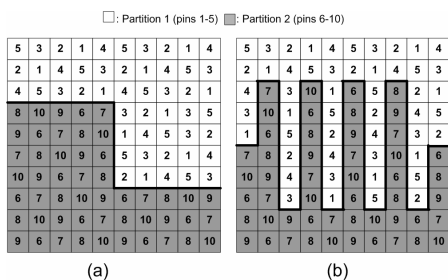 : Partition 1 (pins 1-5) : Partition 2 (pins 6-10)
5 3 2 1 4 5 3 2 1 4
2 1 4 5 3 2 1 4 5 3
4 5 3 2 1 4 5 3 2 1
8 10 9 6 7 3 2 1 3 5
9 6 7 8 10 1 4 5 3 2
7 8 10 9 6 5 3 2 1 4
10 9 6 7 8 2 1 4 5 3
6 7 8 10 9 6 7 8 10 9
8 10 9 6 7 8 10 9 6 7
9 6 7 8 10 9 6 7 8 10
(a)
5 3 2 1 4 5 3 2 1 4
2 1 4 5 3 2 1 4 5 3
4 7 3 10 1 6 5 8 2 1
3 10 1 6 5 8 2 9 4 5
1 6 5 8 2 9 4 7 3 2
7 8 2 9 4 7 3 10 1 6
10 9 4 7 3 10 1 6 5 8
6 7 3 10 1 6 5 8 2 9
8 10 9 6 7 8 10 9 6 7
9 6 7 8 10 9 6 7 8 10
(b)